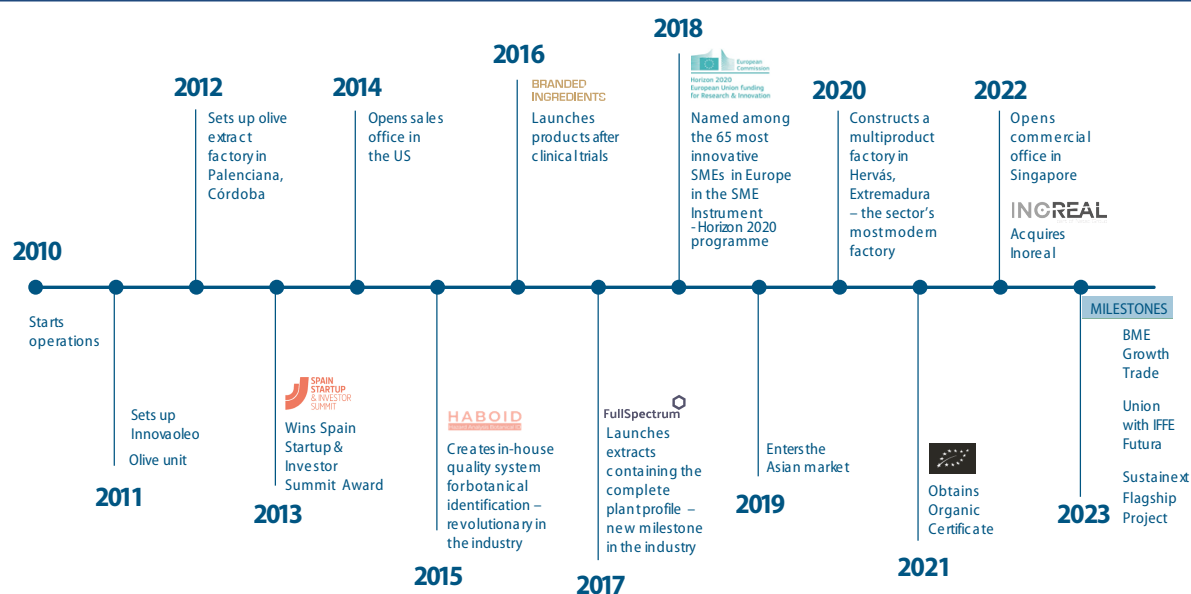 2010
Starts
operations
2011
Sets up
Innovaoleo
Olive unit
2012
Sets up olive
extract
factory in
Palenciana,
Córdoba
2013
SPAIN
STARTUP
& INVESTOR
SUMMIT
Wins Spain
Startup &
Investor
Summit Award
2014
Opens sales
office in
the US
2015
HABOID
Creates in-house
quality system
for botanical
identification –
revolutionary in
the industry
2016
BRANDED
INGREDIENTS
Launches
products after
clinical trials
2017
FullSpectrum
Launches
extracts
containing the
complete
plant profile –
new milestone
in the industry
2018
European
Commission
Horizon 2020
European Union funding
for Research & Innovation
Named among
the 65 most
innovative
SMEs in Europe
in the SME
Instrument
- Horizon 2020
programme
2019
Enters the
Asian market
2020
Constructs a
multiproduct
factory in
Hervás,
Extremadura
– the sector's
most modern
factory
2021
Obtains
Organic
Certificate
2022
Opens
commercial
office in
Singapore
INOREAL
Acquires
Inoreal
2023
MILESTONES
BME
Growth
Trade
Union
with IFFE
Futura
Sustainext
Flagship
Project